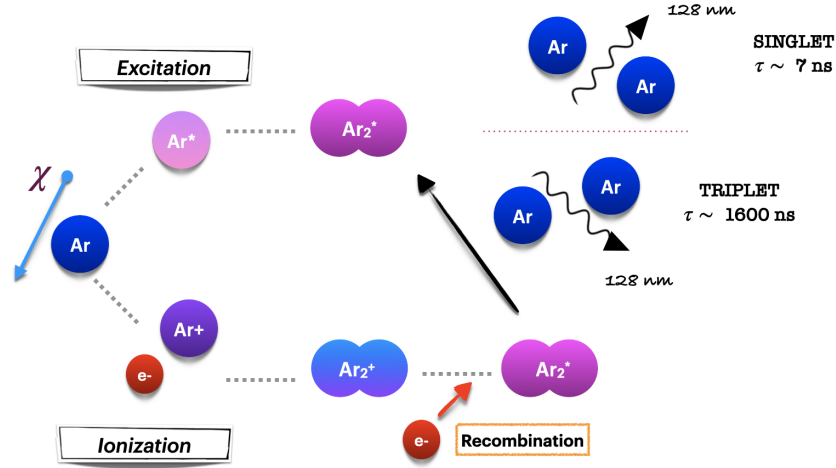 128 nm
Ar
SINGLET
τ ~ 7 ns
Excitation
Ar
Ar*
Ar₂*
χ
Ar
Ar
TRIPLET
τ ~ 1600 ns
Ar
128 nm
Ar+
e-
Ar₂⁺
Ar₂*
e-
Recombination
Ionization